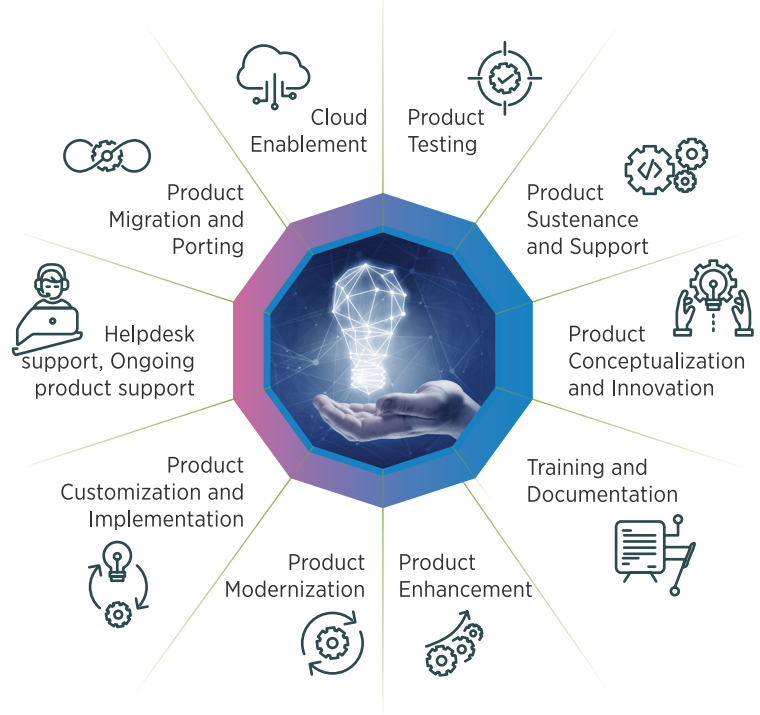 Cloud
Enablement
Product
Testing
Product
Sustenance
and Support
Product
Conceptualization
and Innovation
Training and
Documentation
Product
Enhancement
Product
Modernization
Product
Customization and
Implementation
Helpdesk
support, Ongoing
product support
Product
Migration and
Porting